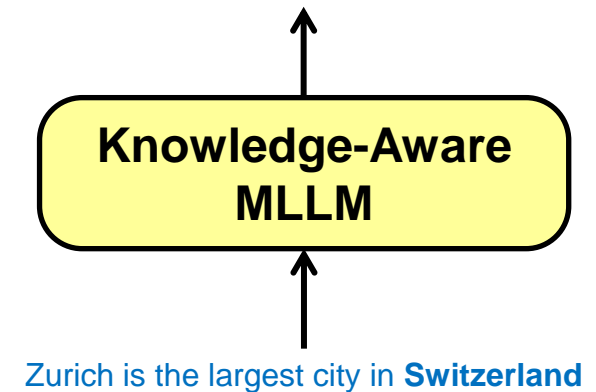 Knowledge-Aware
MLLM
Zurich is the largest city in Switzerland